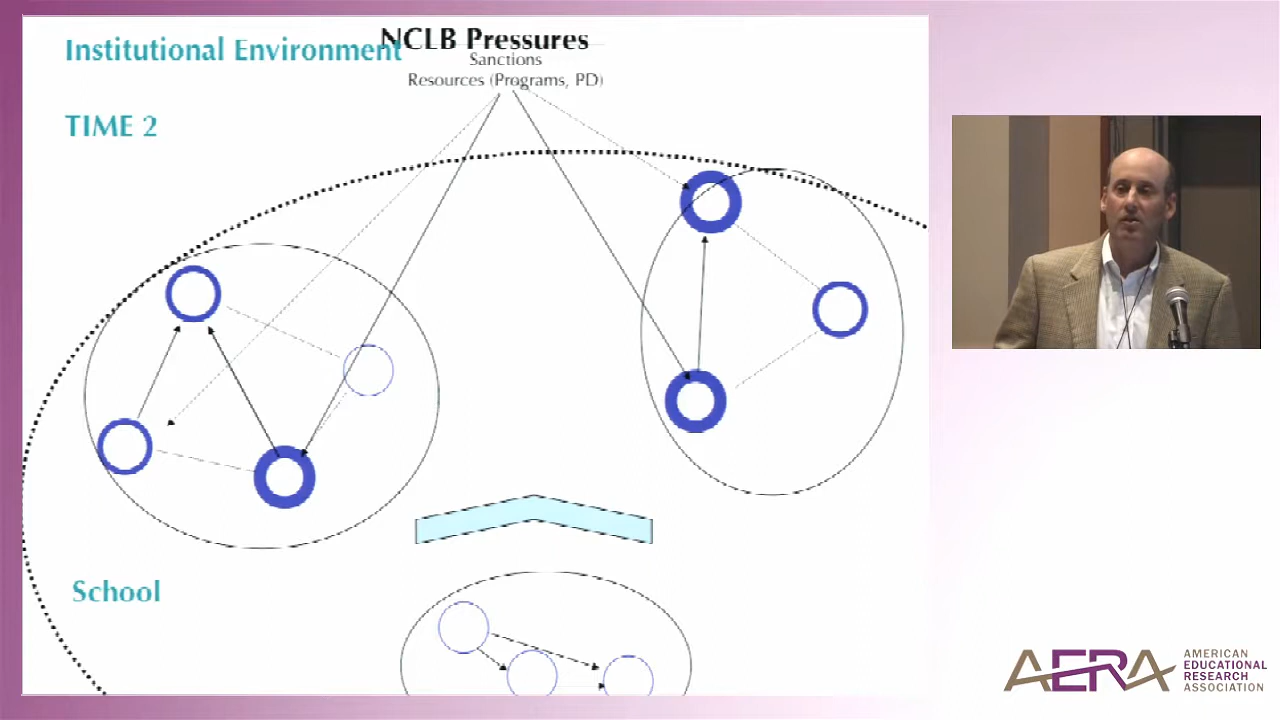 Institutional Environment
NCLB Pressures
Sanctions
Resources (Programs, PD)
TIME 2
School
AERA
AMERICAN
EDUCATIONAL
RESEARCH
ASSOCIATION